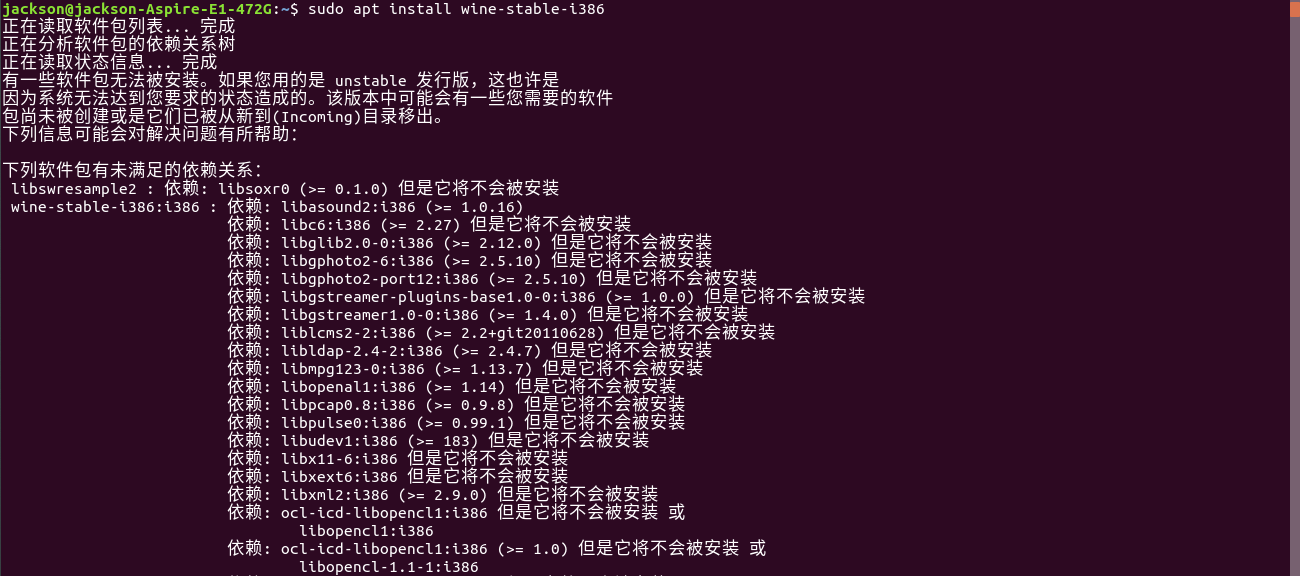 jackson@jackson-Aspire-E1-472G:~$ sudo apt install wine-stable-i386
正在读取软件包列表... 完成
正在分析软件包的依赖关系树
正在读取状态信息... 完成
有一些软件包无法被安装。如果您用的是 unstable 发行版，这也许是
因为系统无法达到您要求的状态造成的。该版本中可能会有一些您需要的软件
包尚未被创建或是它们已被从新到(Incoming)目录移出。
下列信息可能会对解决问题有所帮助：
下列软件包有未满足的依赖关系：
libswresample2 : 依赖: libsoxr0 (>= 0.1.0) 但是它将不会被安装
wine-stable-i386:i386 : 依赖: libasound2:i386 (>= 1.0.16)
依赖: libc6:i386 (>= 2.27) 但是它将不会被安装
依赖: libglib2.0-0:i386 (>= 2.12.0) 但是它将不会被安装
依赖: libgphoto2-6:i386 (>= 2.5.10) 但是它将不会被安装
依赖: libgphoto2-port12:i386 (>= 2.5.10) 但是它将不会被安装
依赖: libgstreamer-plugins-base1.0-0:i386 (>= 1.0.0) 但是它将不会被安装
依赖: libgstreamer1.0-0:i386 (>= 1.4.0) 但是它将不会被安装
依赖: liblcms2-2:i386 (>= 2.2+git20110628) 但是它将不会被安装
依赖: libldap-2.4-2:i386 (>= 2.4.7) 但是它将不会被安装
依赖: libmpg123-0:i386 (>= 1.13.7) 但是它将不会被安装
依赖: libopenal1:i386 (>= 1.14) 但是它将不会被安装
依赖: libpcap0.8:i386 (>= 0.9.8) 但是它将不会被安装
依赖: libpulse0:i386 (>= 0.99.1) 但是它将不会被安装
依赖: libudev1:i386 (>= 183) 但是它将不会被安装
依赖: libx11-6:i386 但是它将不会被安装
依赖: libxext6:i386 但是它将不会被安装
依赖: libxml2:i386 (>= 2.9.0) 但是它将不会被安装
依赖: ocl-icd-libopencl1:i386 但是它将不会被安装 或
libopencl1:i386
依赖: ocl-icd-libopencl1:i386 (>= 1.0) 但是它将不会被安装 或
libopencl-1.1-1:i386